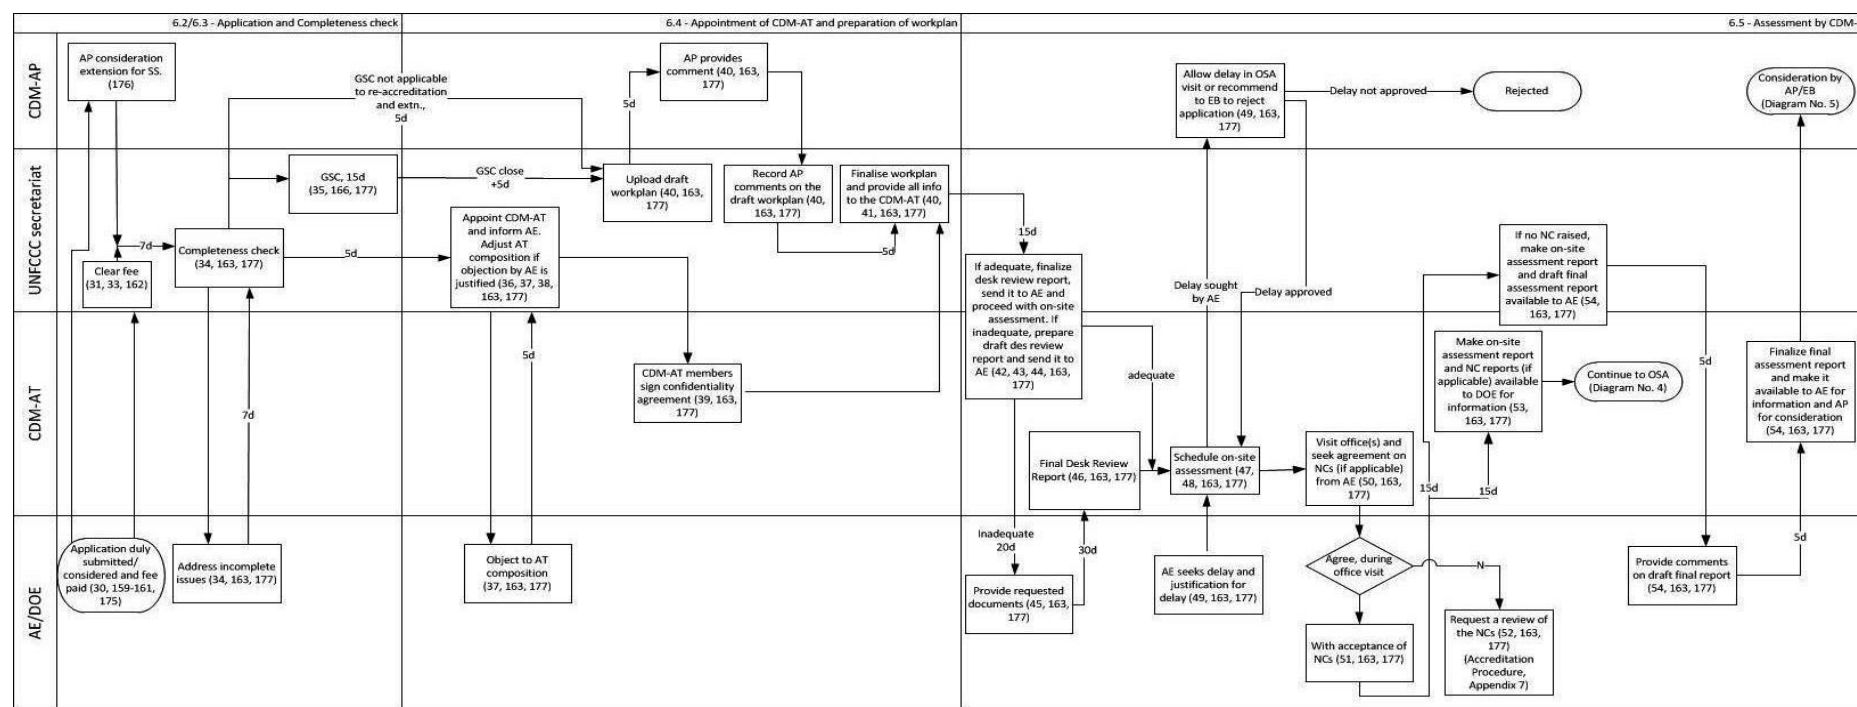 6.2/6.3 - Application and Completeness check
6.4 - Appointment of CDM-AT and preparation of workplan
6.5 - Assessment by CDM-
CDM-AP
AP consideration
extension for SS.
(176)
GSC not applicable
to re-accreditation
and extn.,
5d
5d
AP provides
comment (40, 163,
177)
Allow delay in OSA
visit or recommend
to EB to reject
application (49, 163,
177)
Delay not approved
Rejected
Consideration by
AP/EB
(Diagram No. 5)
UNFCCC secretariat
GSC, 15d
(35, 166, 177)
GSC close
+5d
Upload draft
workplan (40, 163,
177)
Record AP
comments on the
draft workplan (40,
163, 177)
5d
Finalise workplan
and provide all info
to the CDM-AT (40,
41, 163, 177)
15d
7d
Clear fee
(31, 33, 162)
Completeness check
(34, 163, 177)
5d
Appoint CDM-AT
and inform AE.
Adjust AT
composition if
objection by AE is
justified (36, 37, 38,
163, 177)
If adequate, finalize
desk review report,
send it to AE and
proceed with on-site
assessment. If
inadequate, prepare
draft des review
report and send it to
AE (42, 43, 44, 163,
177)
Delay sought
by AE
Delay approved
If no NC raised,
make on-site
assessment report
and draft final
assessment report
available to AE (54,
163, 177)
CDM-AT
7d
5d
CDM-AT members
sign confidentiality
agreement (39, 163,
177)
adequate
Final Desk Review
Report (46, 163, 177)
Schedule on-site
assessment (47,
48, 163, 177)
Visit office(s) and
seek agreement on
NCs (if applicable)
from AE (50, 163,
177)
15d
15d
Make on-site
assessment report
and NC reports (if
applicable) available
to DOE for
information (53,
163, 177)
Continue to OSA
(Diagram No. 4)
5d
Finalize final
assessment report
and make it
available to AE for
information and AP
for consideration
(54, 163, 177)
AE/DOE
Application duly
submitted/
considered and fee
paid (30, 159-161,
175)
Address incomplete
issues (34, 163, 177)
Object to AT
composition
(37, 163, 177)
Inadequate
20d
30d
Provide requested
documents (45, 163,
177)
AE seeks delay and
justification for
delay (49, 163, 177)
Agree, during
office visit
N
With acceptance of
NCs (51, 163, 177)
Request a review of
the NCs (52, 163,
177)
(Accreditation
Procedure,
Appendix 7)
Provide comments
on draft final report
(54, 163, 177)
5d